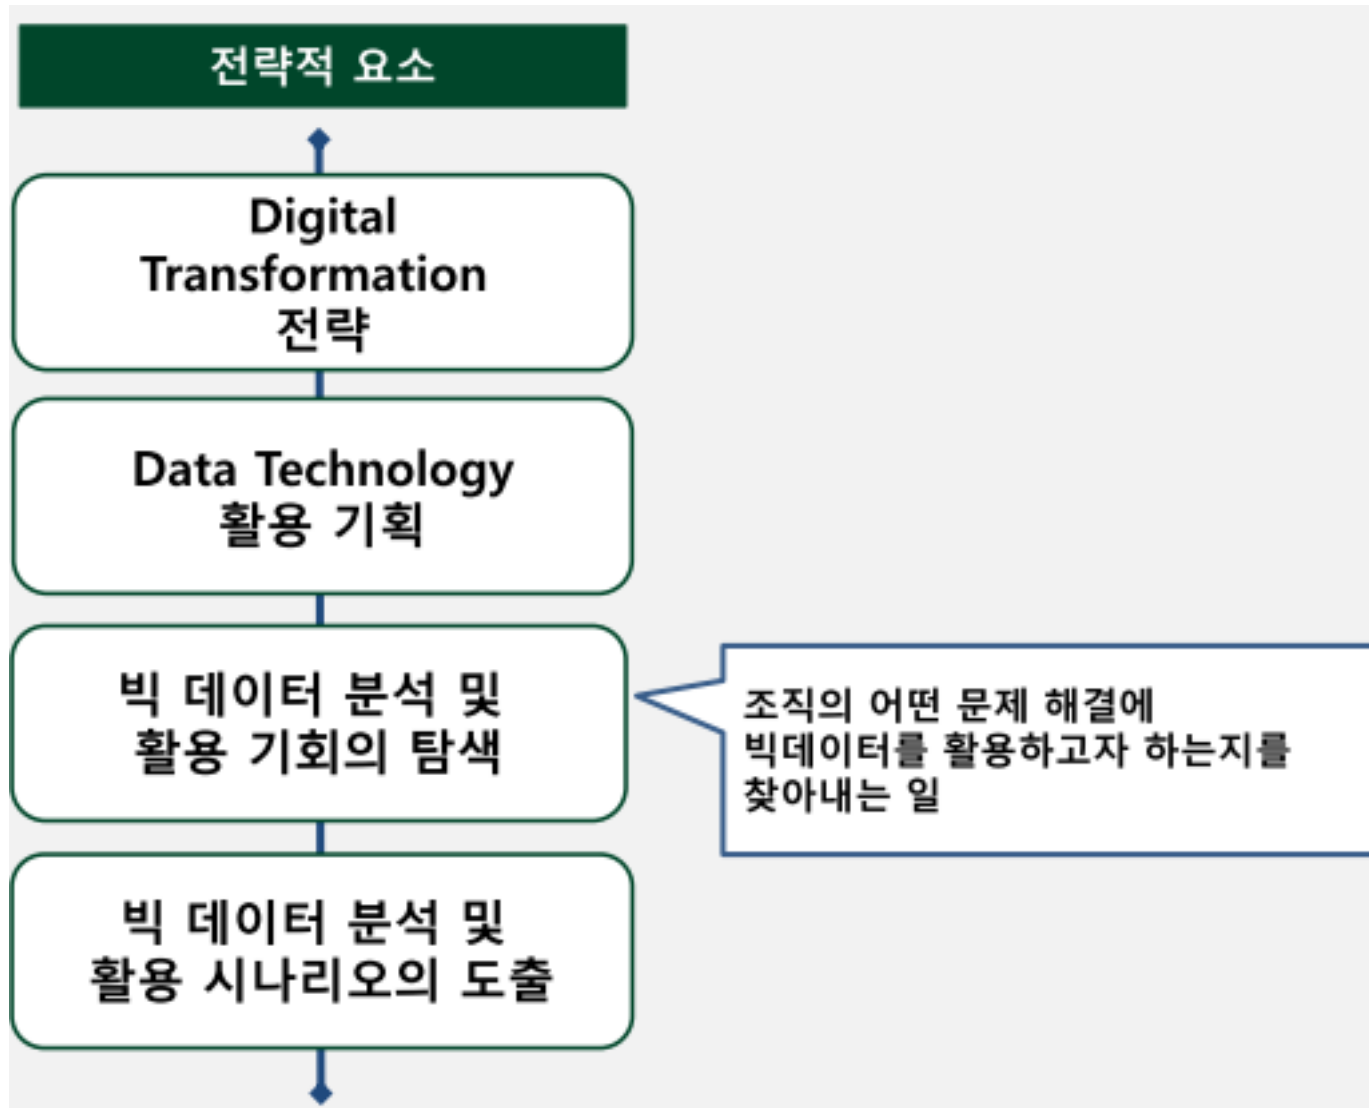 전략적 요소
Digital
Transformation
전략
Data Technology
활용 기획
빅 데이터 분석 및
활용 기회의 탐색
조직의 어떤 문제 해결에
빅데이터를 활용하고자 하는지를
찾아내는 일
빅 데이터 분석 및
활용 시나리오의 도출